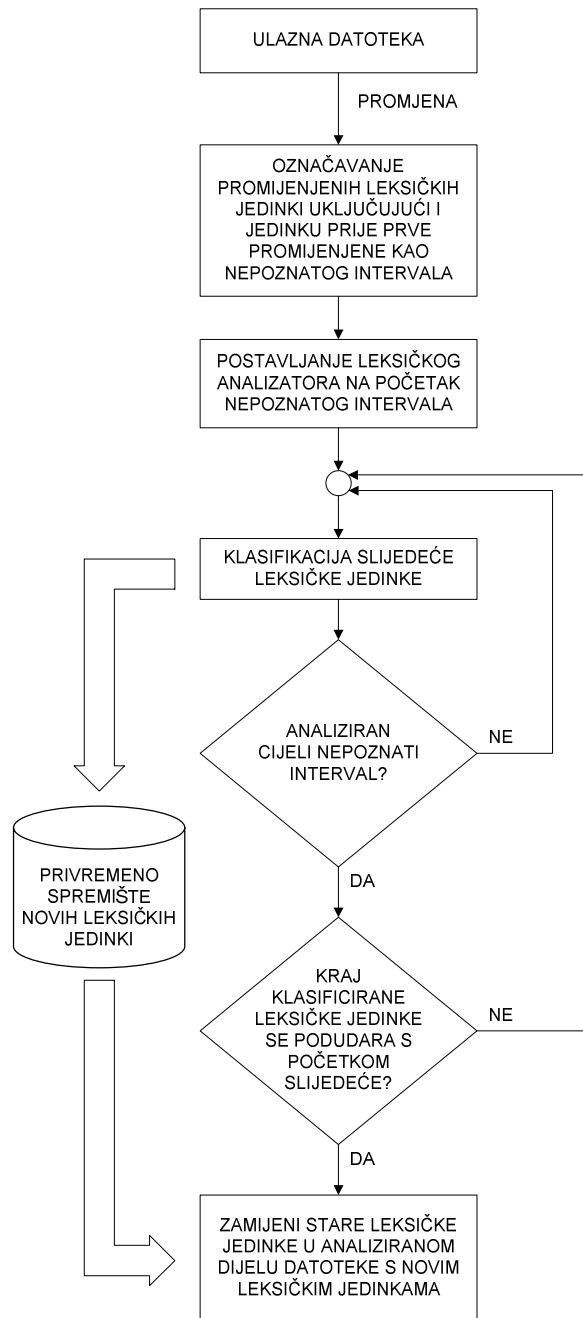 ULAZNA DATOTEKA
PROMJENA
OZNAČAVANJE
PROMIJENJENIH LEKSIČKIH
JEDINKI UKLJUČUJUĆI I
JEDINKU PRIJE PRVE
PROMIJENJENE KAO
NEPOZNATOG INTERVALA
POSTAVLJANJE LEKSIČKOG
ANALIZATORA NA POČETAK
NEPOZNATOG INTERVALA
KLASIFIKACIJA SLIJEDEĆE
LEKSIČKE JEDINKE
ANALIZIRAN
CIJELI NEPOZNATI
INTERVAL?
NE
DA
PRIVREMENO
SPREMIŠTE
NOVIH LEKSIČKIH
JEDINKI
KRAJ
KLASIFICIRANE
LEKSIČKE JEDINKE
SE PODUDARA S
POČETKOM
SLIJEDEĆE?
NE
DA
ZAMIJENI STARE LEKSIČKE
JEDINKE U ANALIZIRANOM
DIJELU DATOTEKE S NOVIM
LEKSIČKIM JEDINKAMA